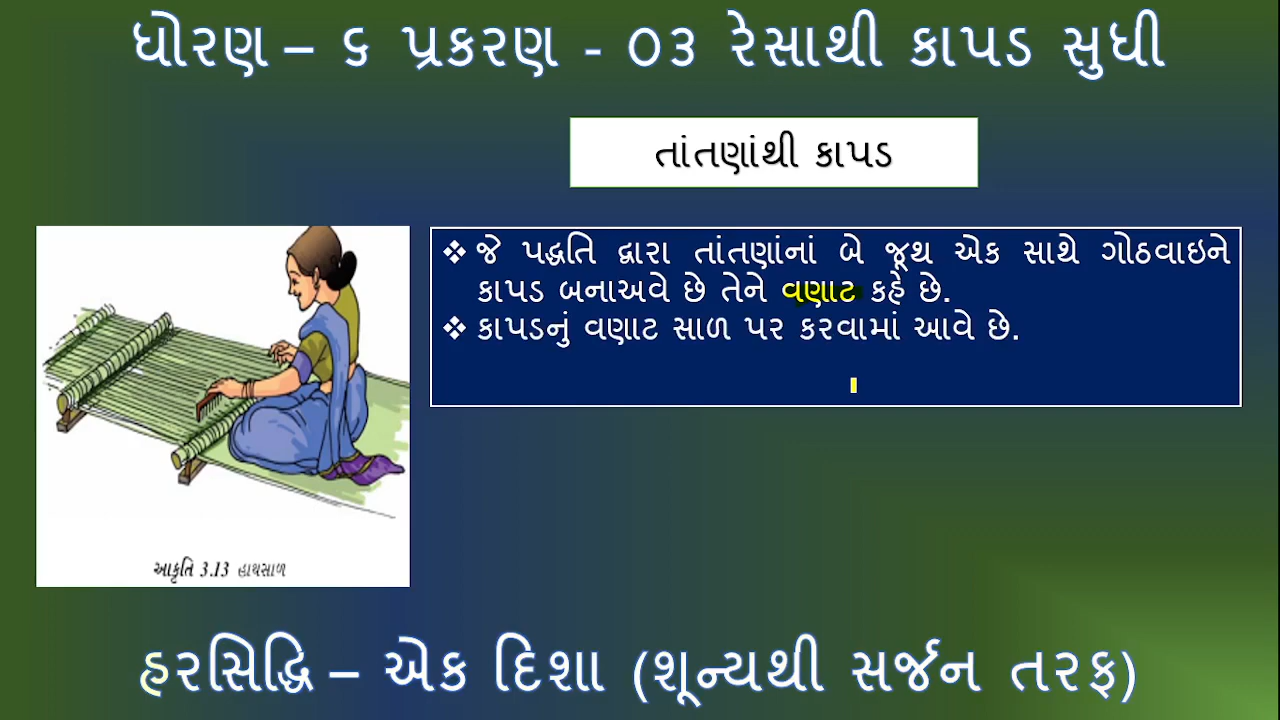 ધોરણ – ૬ પ્રકરણ - ૦૩ રેસાથી કાપડ સુધી
તાંતણાંથી કાપડ
❖ જે પદ્ધતિ દ્વારા તાંતણાંનાં બે જૂથ એક સાથે ગોઠવાઇને
કાપડ બનાઅવે છે તેને વણાટ કહે છે.
❖ કાપડનું વણાટ સાળ પર કરવામાં આવે છે.
આકૃતિ 3.13 હાથસાળ
હરસિદ્ધિ – એક દિશા (શૂન્યથી સર્જન તરફ)